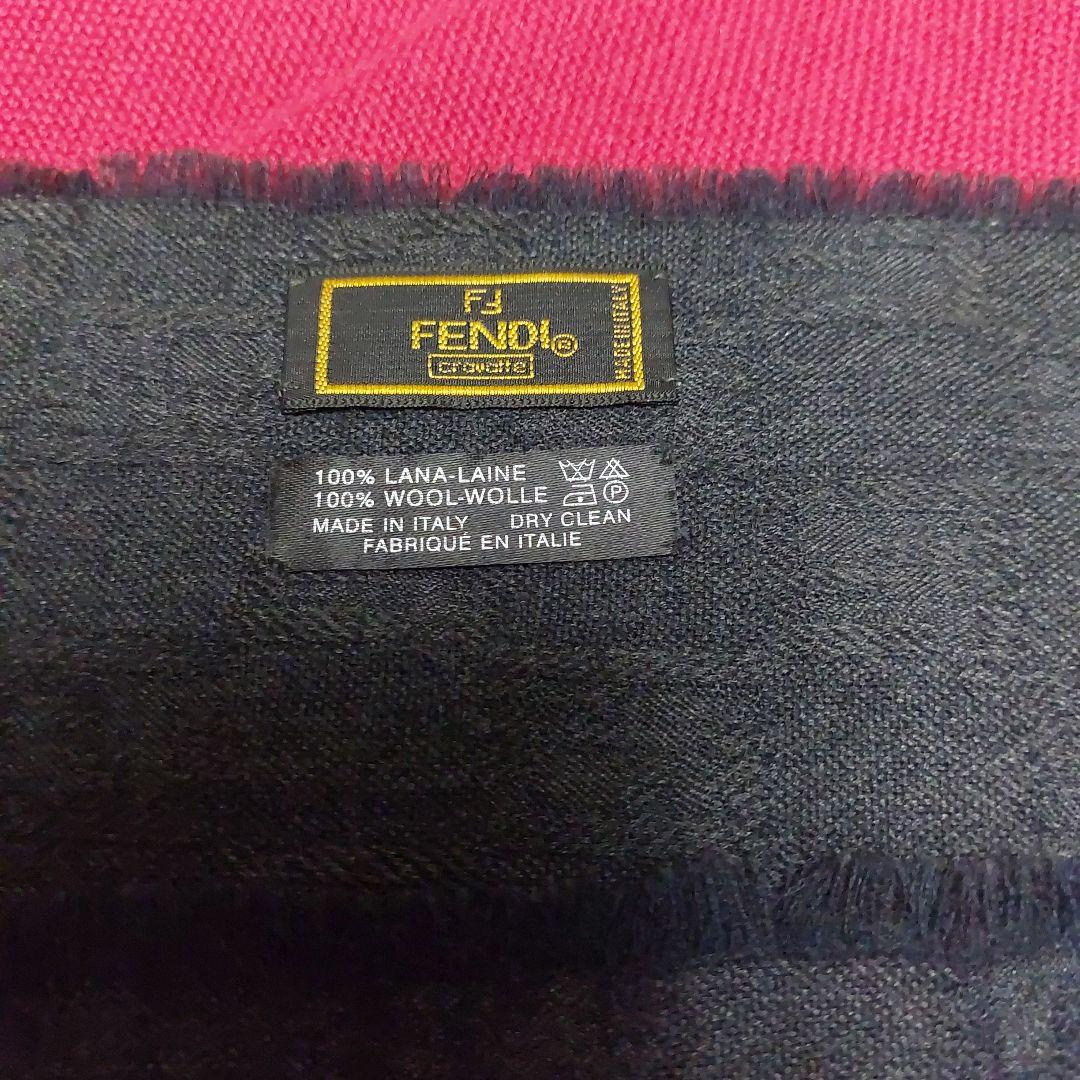 FF
FENDI®
cravatte
MADE IN ITALY
100% LANA-LAINE
100% WOOL-WOLLE
MADE IN ITALY DRY CLEAN
FABRIQUÉ EN ITALIE